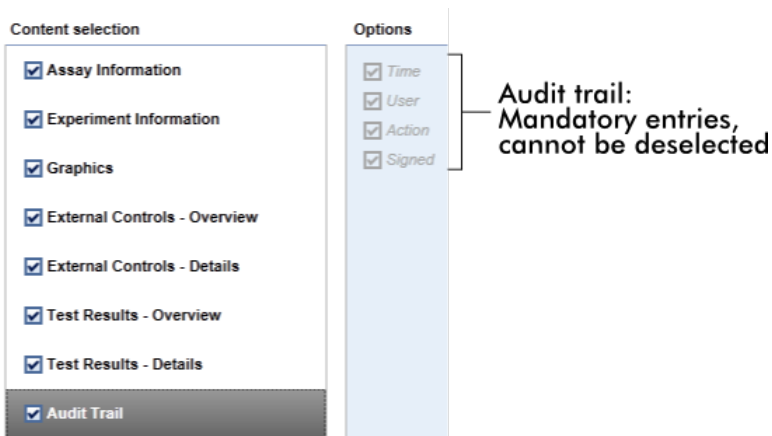 Content selection
Assay Information
Experiment Information
Graphics
External Controls - Overview
External Controls - Details
Test Results - Overview
Test Results - Details
Audit Trail
Options
Time
User
Action
Signed
Audit trail:
Mandatory entries,
cannot be deselected